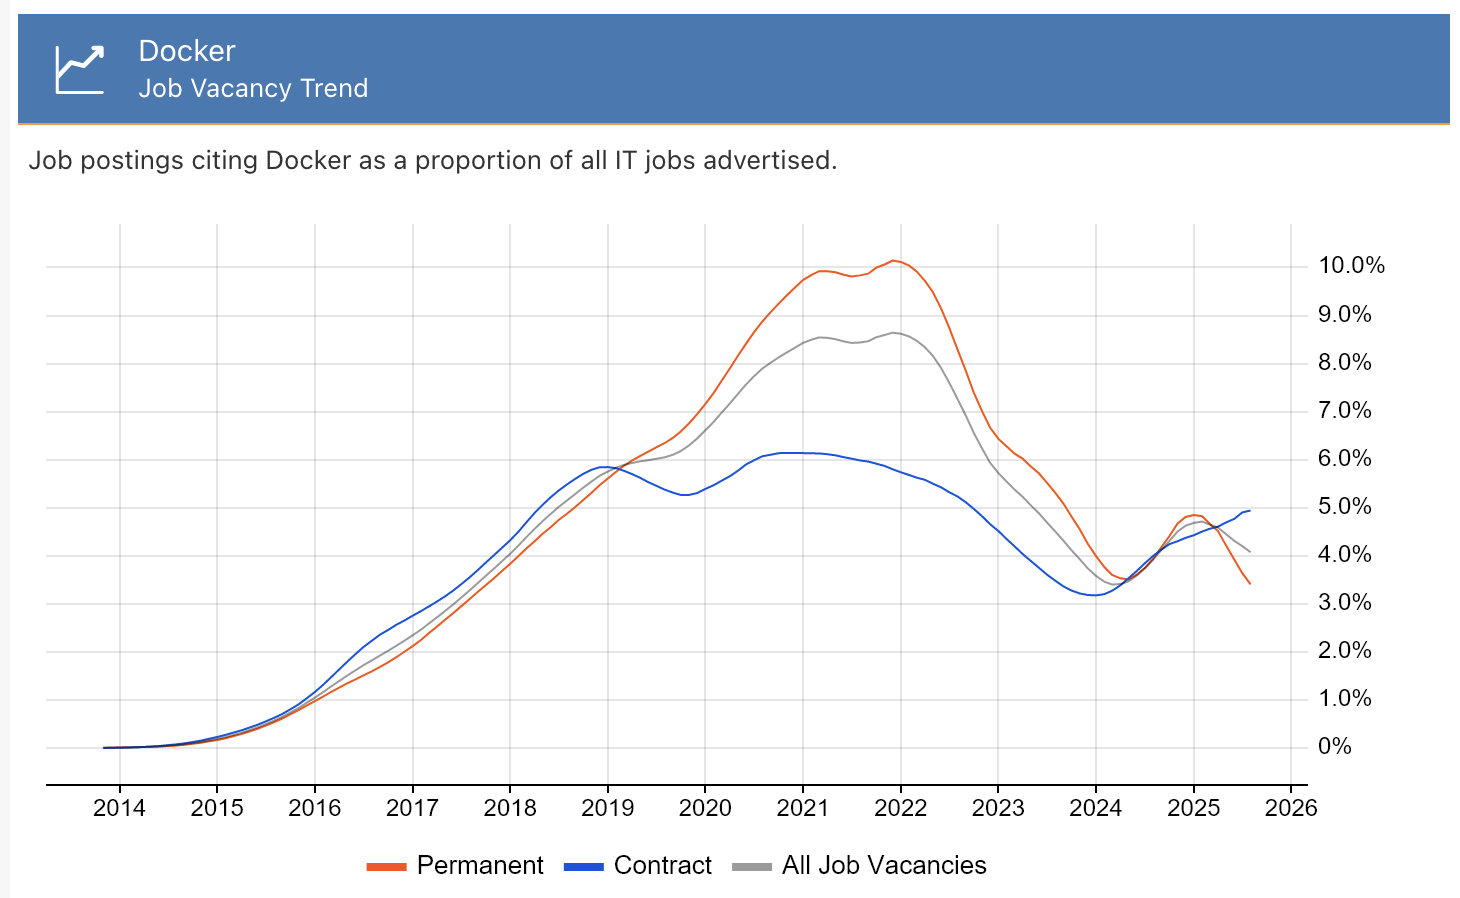 Docker
Job Vacancy Trend
Job postings citing Docker as a proportion of all IT jobs advertised.
10.0%
9.0%
8.0%
7.0%
6.0%
5.0%
4.0%
3.0%
2.0%
1.0%
0%
2014 2015 2016 2017 2018 2019 2020 2021 2022 2023 2024 2025 2026
Permanent Contract All Job Vacancies